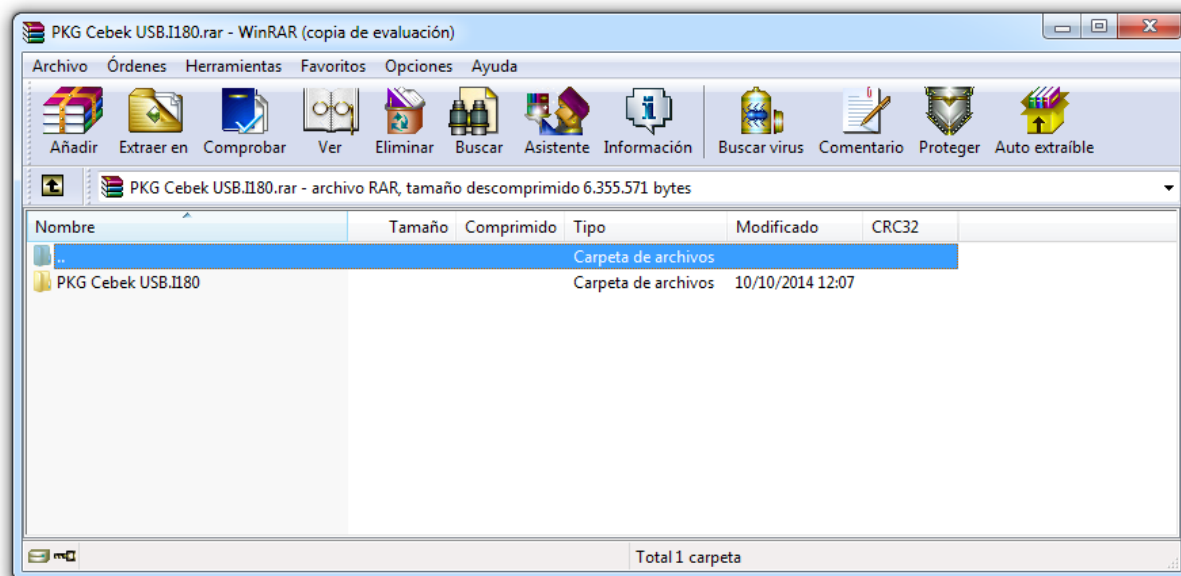 PKG Cebek USB.I180.rar - WinRAR (copia de evaluación)
Archivo Órdenes Herramientas Favoritos Opciones Ayuda
Añadir Extraer en Comprobar Ver Eliminar Buscar Asistente Información Buscar virus Comentario Proteger Auto extraíble
PKG Cebek USB.I180.rar - archivo RAR, tamaño descomprimido 6.355.571 bytes
Nombre Tamaño Comprimido Tipo Modificado CRC32
.. Carpeta de archivos
PKG Cebek USB.I180 Carpeta de archivos 10/10/2014 12:07
Total 1 carpeta